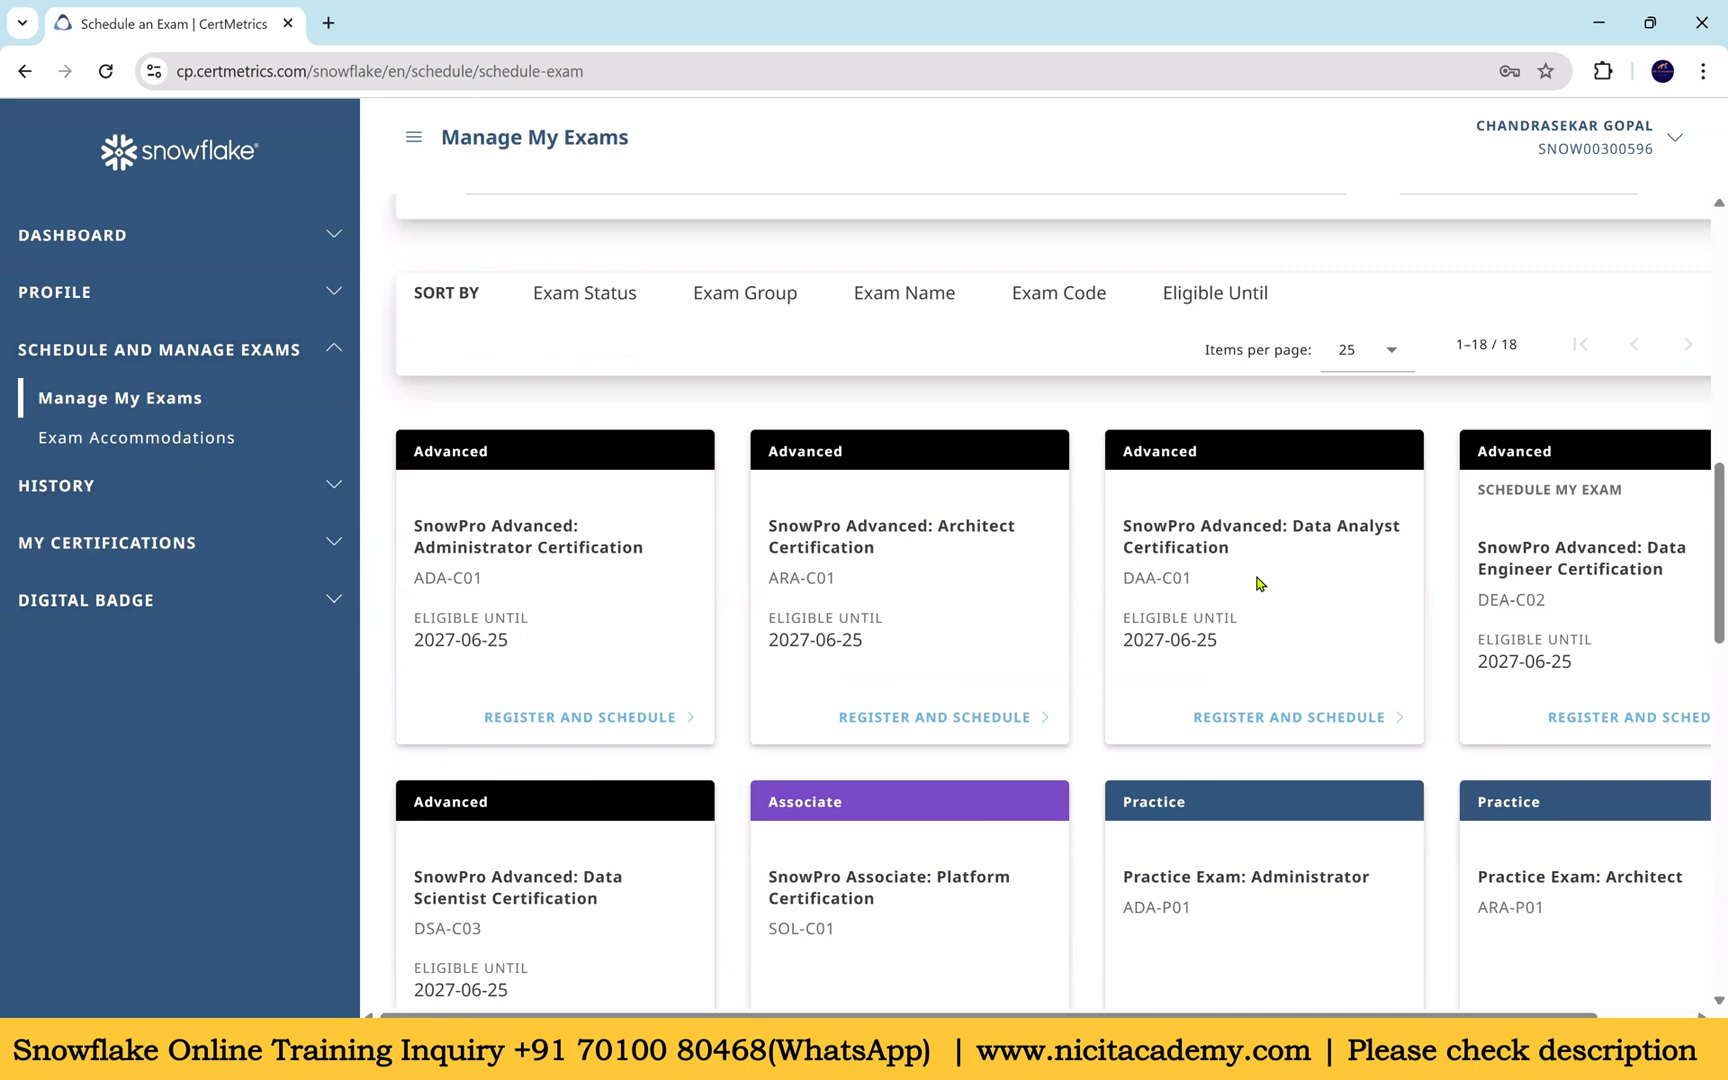 Schedule an Exam | CertMetrics
cp.certmetrics.com/snowflake/en/schedule/schedule-exam
snowflake®
Manage My Exams
CHANDRASEKAR GOPAL
SNOW00300596
DASHBOARD
PROFILE
SCHEDULE AND MANAGE EXAMS
Manage My Exams
Exam Accommodations
HISTORY
MY CERTIFICATIONS
DIGITAL BADGE
SORT BY Exam Status Exam Group Exam Name Exam Code Eligible Until
Items per page: 25 1–18 / 18
Advanced
SnowPro Advanced:
Administrator Certification
ADA-C01
ELIGIBLE UNTIL
2027-06-25
REGISTER AND SCHEDULE
Advanced
SnowPro Advanced: Architect
Certification
ARA-C01
ELIGIBLE UNTIL
2027-06-25
REGISTER AND SCHEDULE
Advanced
SnowPro Advanced: Data Analyst
Certification
DAA-C01
ELIGIBLE UNTIL
2027-06-25
REGISTER AND SCHEDULE
Advanced
SCHEDULE MY EXAM
SnowPro Advanced: Data
Engineer Certification
DEA-C02
ELIGIBLE UNTIL
2027-06-25
REGISTER AND SCHED
Advanced
SnowPro Advanced: Data
Scientist Certification
DSA-C03
ELIGIBLE UNTIL
2027-06-25
Associate
SnowPro Associate: Platform
Certification
SOL-C01
Practice
Practice Exam: Administrator
ADA-P01
Practice
Practice Exam: Architect
ARA-P01
Snowflake Online Training Inquiry +91 70100 80468(WhatsApp) | www.nicitacademy.com | Please check description